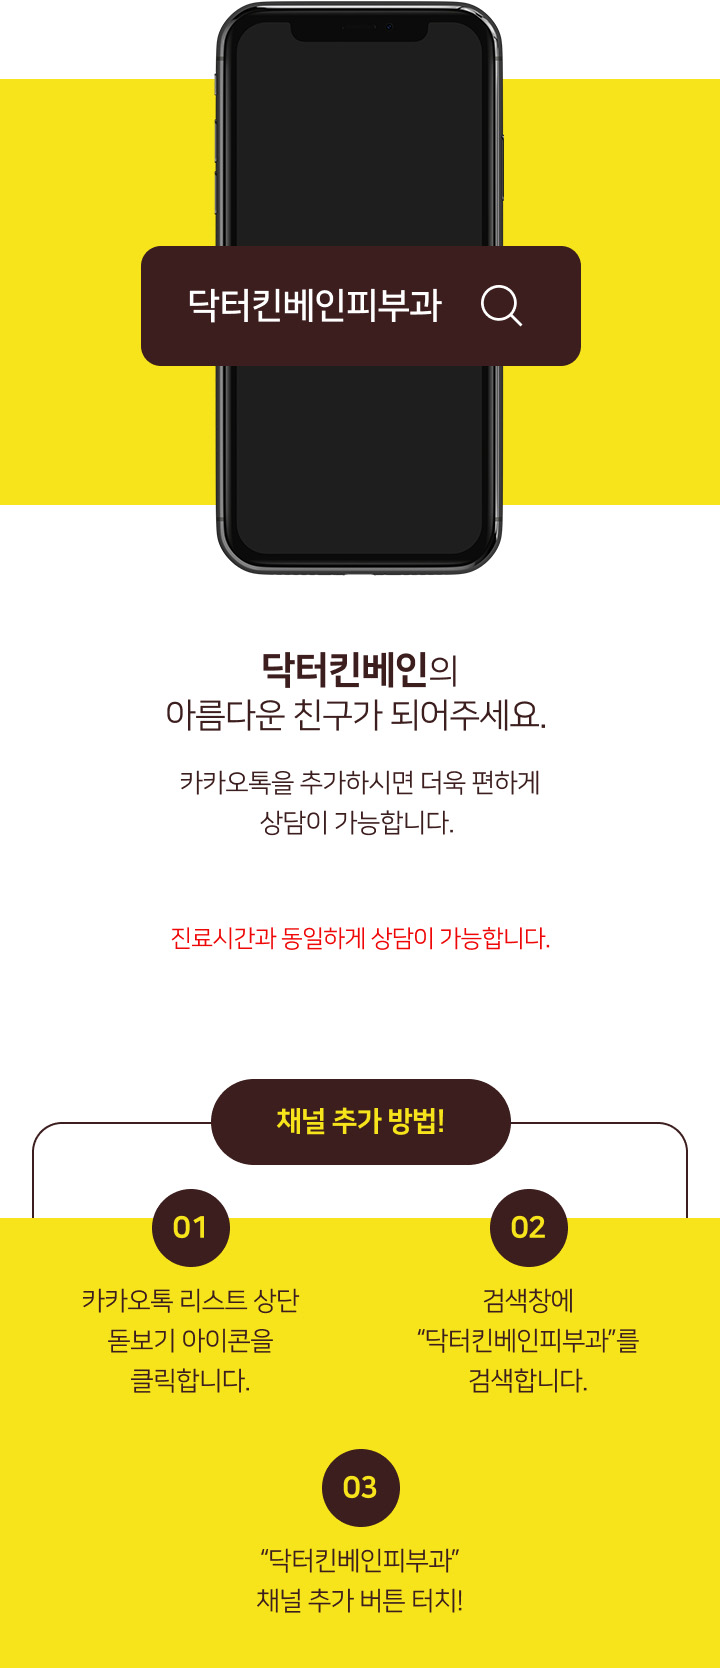 닥터킨베인피부과
닥터킨베인의
아름다운 친구가 되어주세요.
카카오톡을 추가하시면 더욱 편하게
상담이 가능합니다.
진료시간과 동일하게 상담이 가능합니다.
채널 추가 방법!
01
카카오톡 리스트 상단
돋보기 아이콘을
클릭합니다.
02
검색창에
“닥터킨베인피부과”를
검색합니다.
03
“닥터킨베인피부과”
채널 추가 버튼 터치!